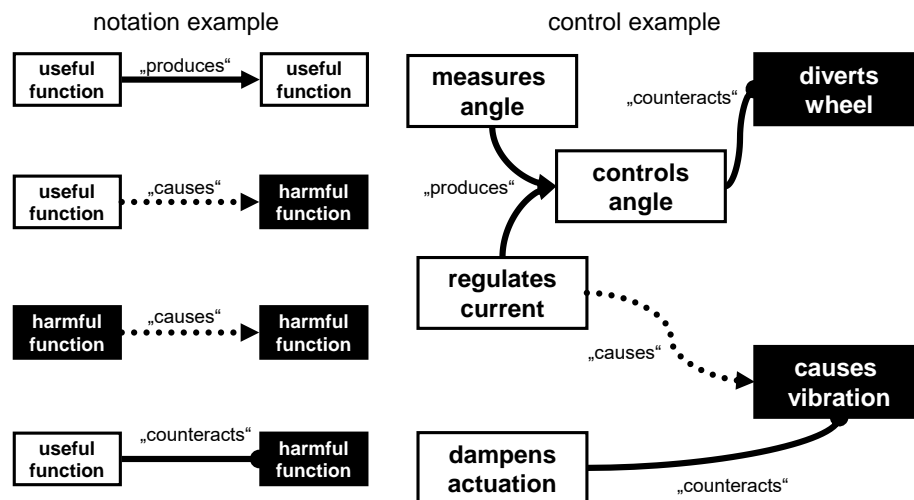 notation example
useful
function
„produces“
useful
function
useful
function
„causes“
harmful
function
harmful
function
„causes“
harmful
function
useful
function
„counteracts“
harmful
function
control example
measures
angle
„counteracts“
diverts
wheel
„produces“
controls
angle
regulates
current
„causes“
causes
vibration
dampens
actuation
„counteracts“